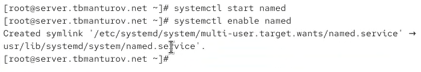 [root@server.tbmanturov.net ~]# systemctl start named
[root@server.tbmanturov.net ~]# systemctl enable named
Created symlink '/etc/systemd/system/multi-user.target.wants/named.service' →
usr/lib/systemd/system/named.service'.
[root@server.tbmanturov.net ~]#